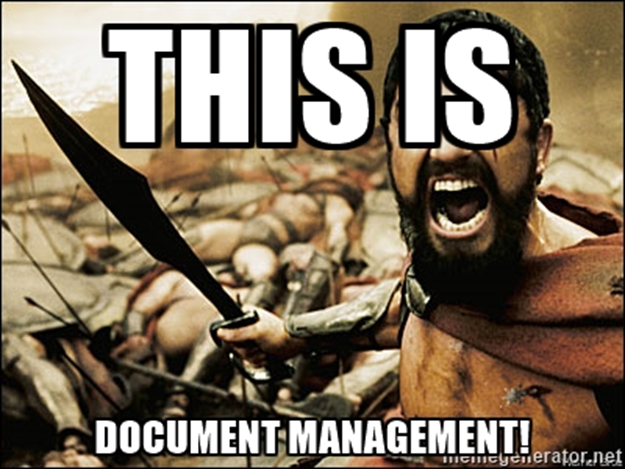 THIS IS
DOCUMENT MANAGEMENT!
memegenerator.net